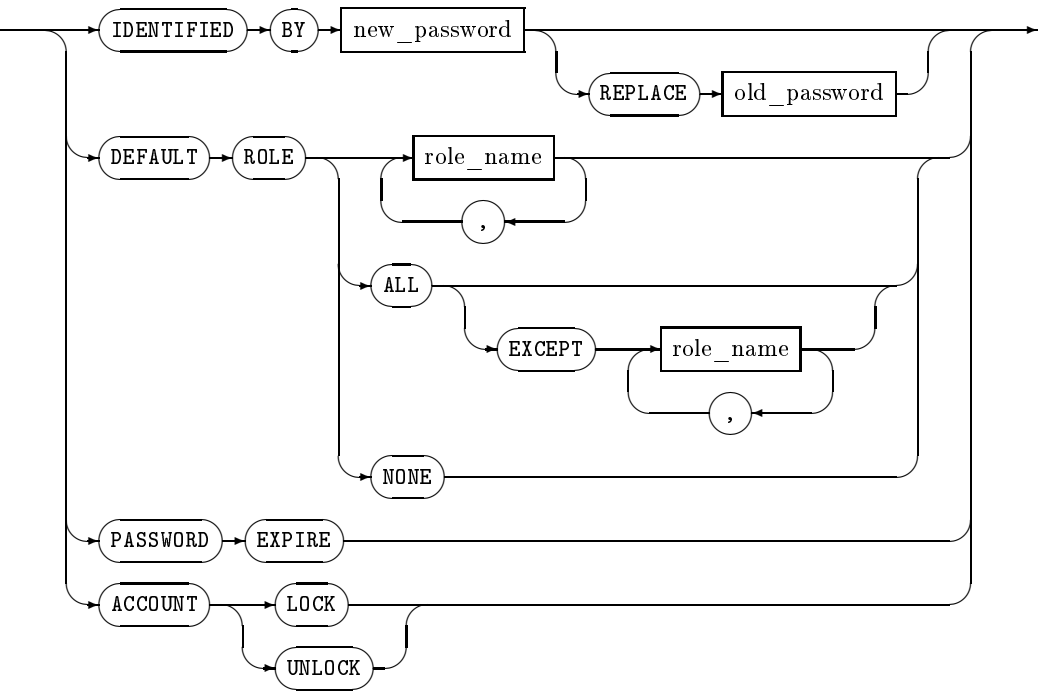 IDENTIFIED BY new_password
REPLACE old_password
DEFAULT ROLE role_name
,
ALL
EXCEPT role_name
,
NONE
PASSWORD EXPIRE
ACCOUNT LOCK
UNLOCK